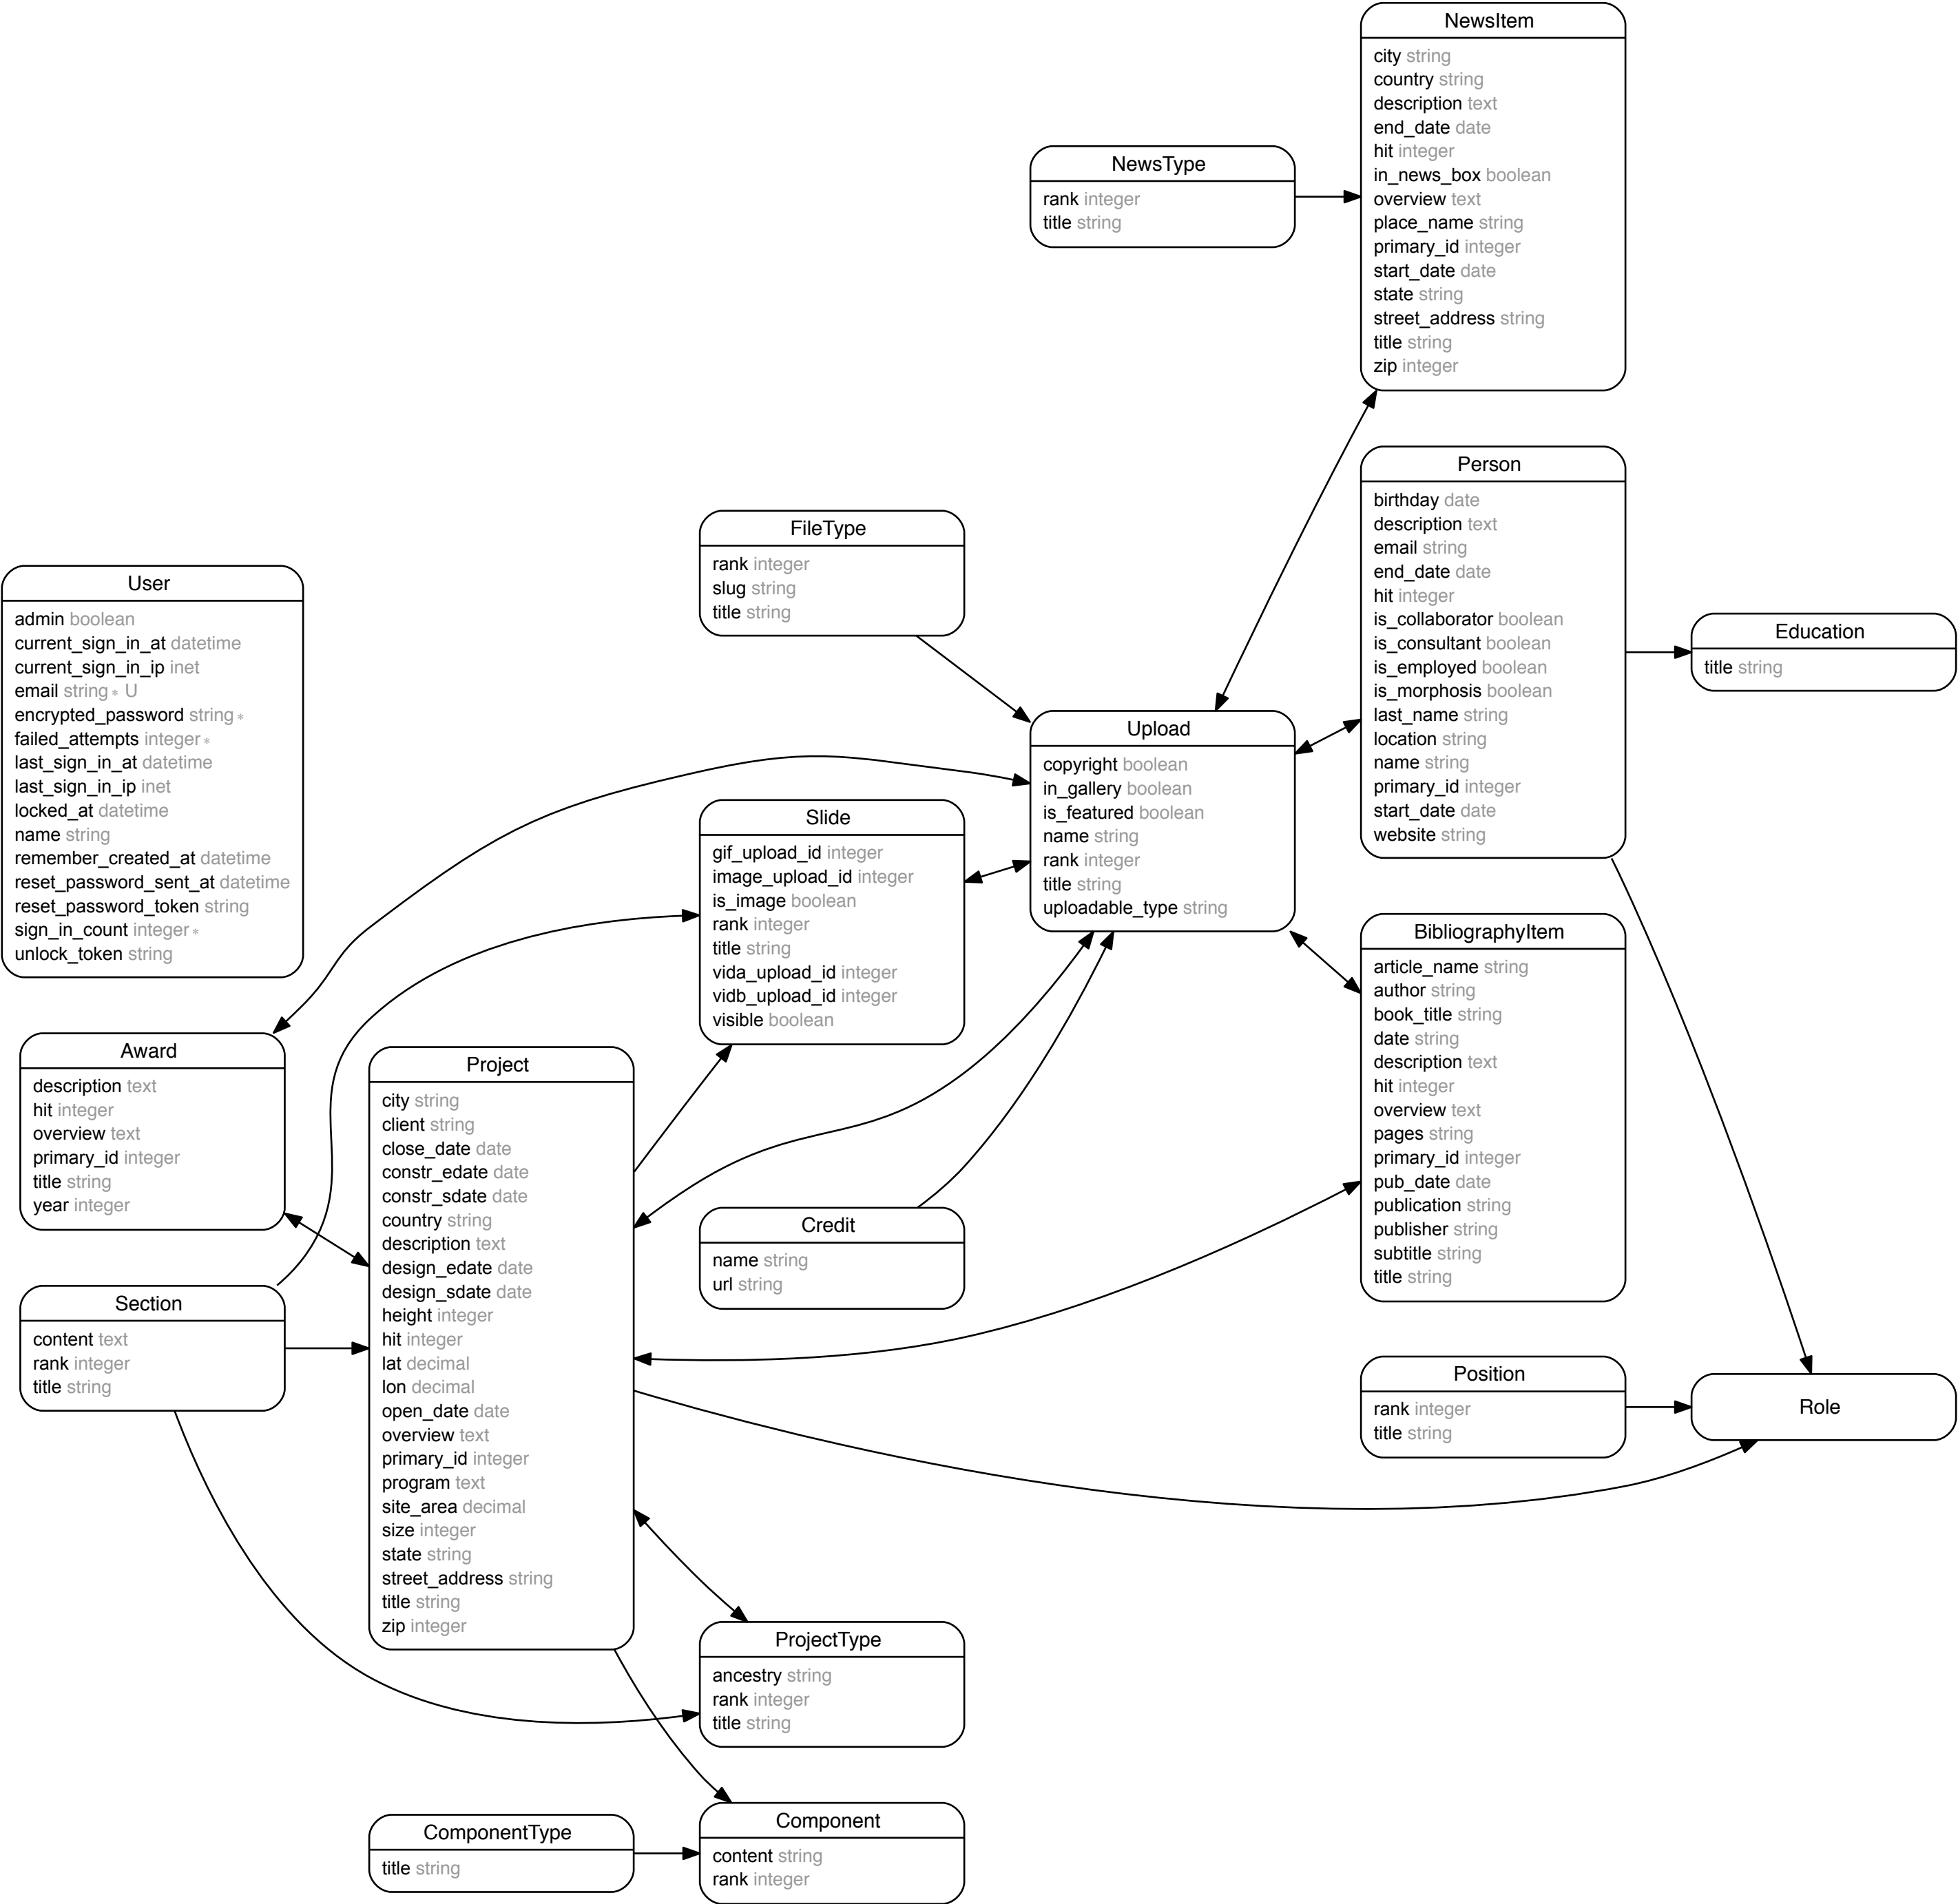 NewsItem
city string
country string
description text
end_date date
hit integer
in_news_box boolean
overview text
place_name string
primary_id integer
start_date date
state string
street_address string
title string
zip integer
NewsType
rank integer
title string
Person
birthday date
description text
email string
end_date date
hit integer
is_collaborator boolean
is_consultant boolean
is_employed boolean
is_morphosis boolean
last_name string
location string
name string
primary_id integer
start_date date
website string
FileType
rank integer
slug string
title string
User
admin boolean
current_sign_in_at datetime
current_sign_in_ip inet
email string * U
encrypted_password string *
failed_attempts integer *
last_sign_in_at datetime
last_sign_in_ip inet
locked_at datetime
name string
remember_created_at datetime
reset_password_sent_at datetime
reset_password_token string
sign_in_count integer *
unlock_token string
Education
title string
Upload
copyright boolean
in_gallery boolean
is_featured boolean
name string
rank integer
title string
uploadable_type string
Slide
gif_upload_id integer
image_upload_id integer
is_image boolean
rank integer
title string
vida_upload_id integer
vidb_upload_id integer
visible boolean
BibliographyItem
article_name string
author string
book_title string
date string
description text
hit integer
overview text
pages string
primary_id integer
pub_date date
publication string
publisher string
subtitle string
title string
Award
description text
hit integer
overview text
primary_id integer
title string
year integer
Project
city string
client string
close_date date
constr_edate date
constr_sdate date
country string
description text
design_edate date
design_sdate date
height integer
hit integer
lat decimal
lon decimal
open_date date
overview text
primary_id integer
program text
site_area decimal
size integer
state string
street_address string
title string
zip integer
Credit
name string
url string
Section
content text
rank integer
title string
Position
rank integer
title string
Role
ProjectType
ancestry string
rank integer
title string
ComponentType
title string
Component
content string
rank integer